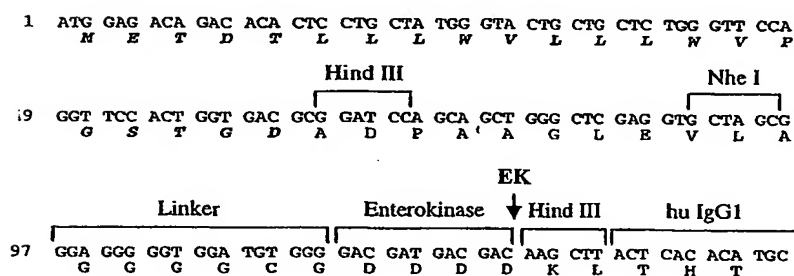 1 ATG GAG ACA GAC ACA CTC CTG CTA TGG GTA CTG CTG CTC TGG GTT CCA
M E T D T L L L W V L L L W V P
Hind III Nhe I
49 GGT TCC ACT GGT GAC GCG GAT CCA GCA GCT GGG CTC GAG GTG CTA GCG
G S T G D A D P A A G L E V L A
EK
Linker Enterokinase Hind III hu IgG1
97 GGA GGG GGT GGA TGT GGG GAC GAT GAC GAC AAG CTT ACT CAC ACA TGC
G G G G C G D D D D K L T H T